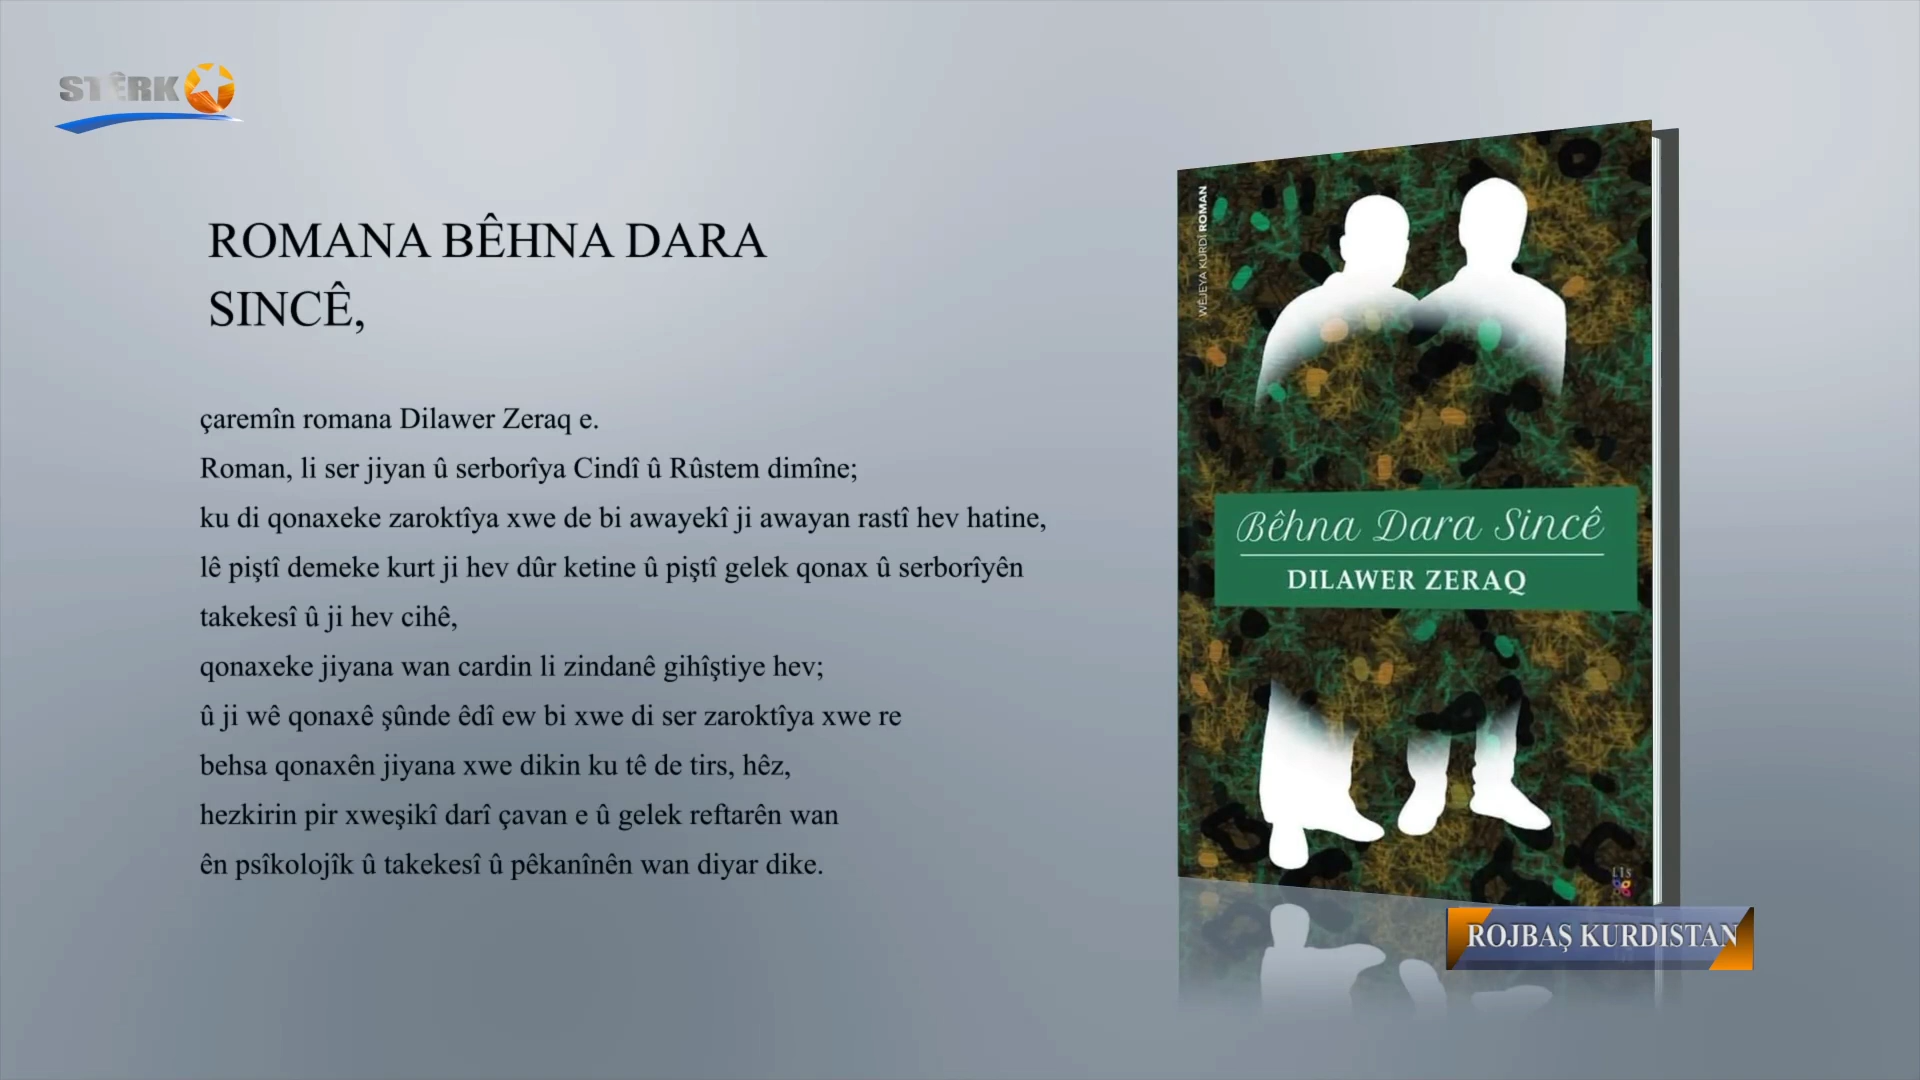 STÊRK
ROMANA BÊHNA DARA
SINCÊ,
çaremîn romana Dilawer Zeraq e.
Roman, li ser jiyan û serborîya Cindî û Rûstem dimîne;
ku di qonaxeke zaroktîya xwe de bi awayekî ji awayan rastî hev hatine,
lê piştî demeke kurt ji hev dûr ketine û piştî gelek qonax û serborîyên
takekesî û ji hev cihê,
qonaxeke jiyana wan cardin li zindanê gihîştiye hev;
û ji wê qonaxê şûnde êdî ew bi xwe di ser zaroktîya xwe re
behsa qonaxên jiyana xwe dikin ku tê de tirs, hêz,
hezkirin pir xweşikî darî çavan e û gelek reftarên wan
ên psîkolojîk û takekesî û pêkanînên wan diyar dike.
WÊJEYA KURDÎ ROMAN
Bêhna Dara Sincê
DILAWER ZERAQ
Lîs
ROJBAŞ KURDISTAN